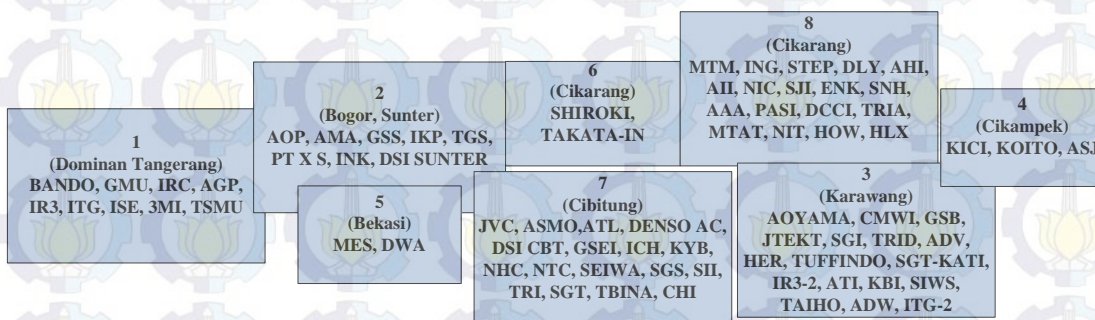 1
(Dominan Tangerang)
BANDO, GMU, IRC, AGP,
IR3, ITG, ISE, 3MI, TSMU
2
(Bogor, Sunter)
AOP, AMA, GSS, IKP, TGS,
PT X S, INK, DSI SUNTER
5
(Bekasi)
MES, DWA
6
(Cikarang)
SHIROKI,
TAKATA-IN
7
(Cibitung)
JVC, ASMO,ATL, DENSO AC,
DSI CBT, GSEI, ICH, KYB,
NHC, NTC, SEIWA, SGS, SII,
TRI, SGT, TBINA, CHI
8
(Cikarang)
MTM, ING, STEP, DLY, AHI,
AII, NIC, SJI, ENK, SNH,
AAA, PASI, DCCI, TRIA,
MTAT, NIT, HOW, HLX
3
(Karawang)
AOYAMA, CMWI, GSB,
JTEKT, SGI, TRID, ADV,
HER, TUFFINDO, SGT-KATI,
IR3-2, ATI, KBI, SIWS,
TAIHO, ADW, ITG-2
4
(Cikampek)
KICI, KOITO, ASJ